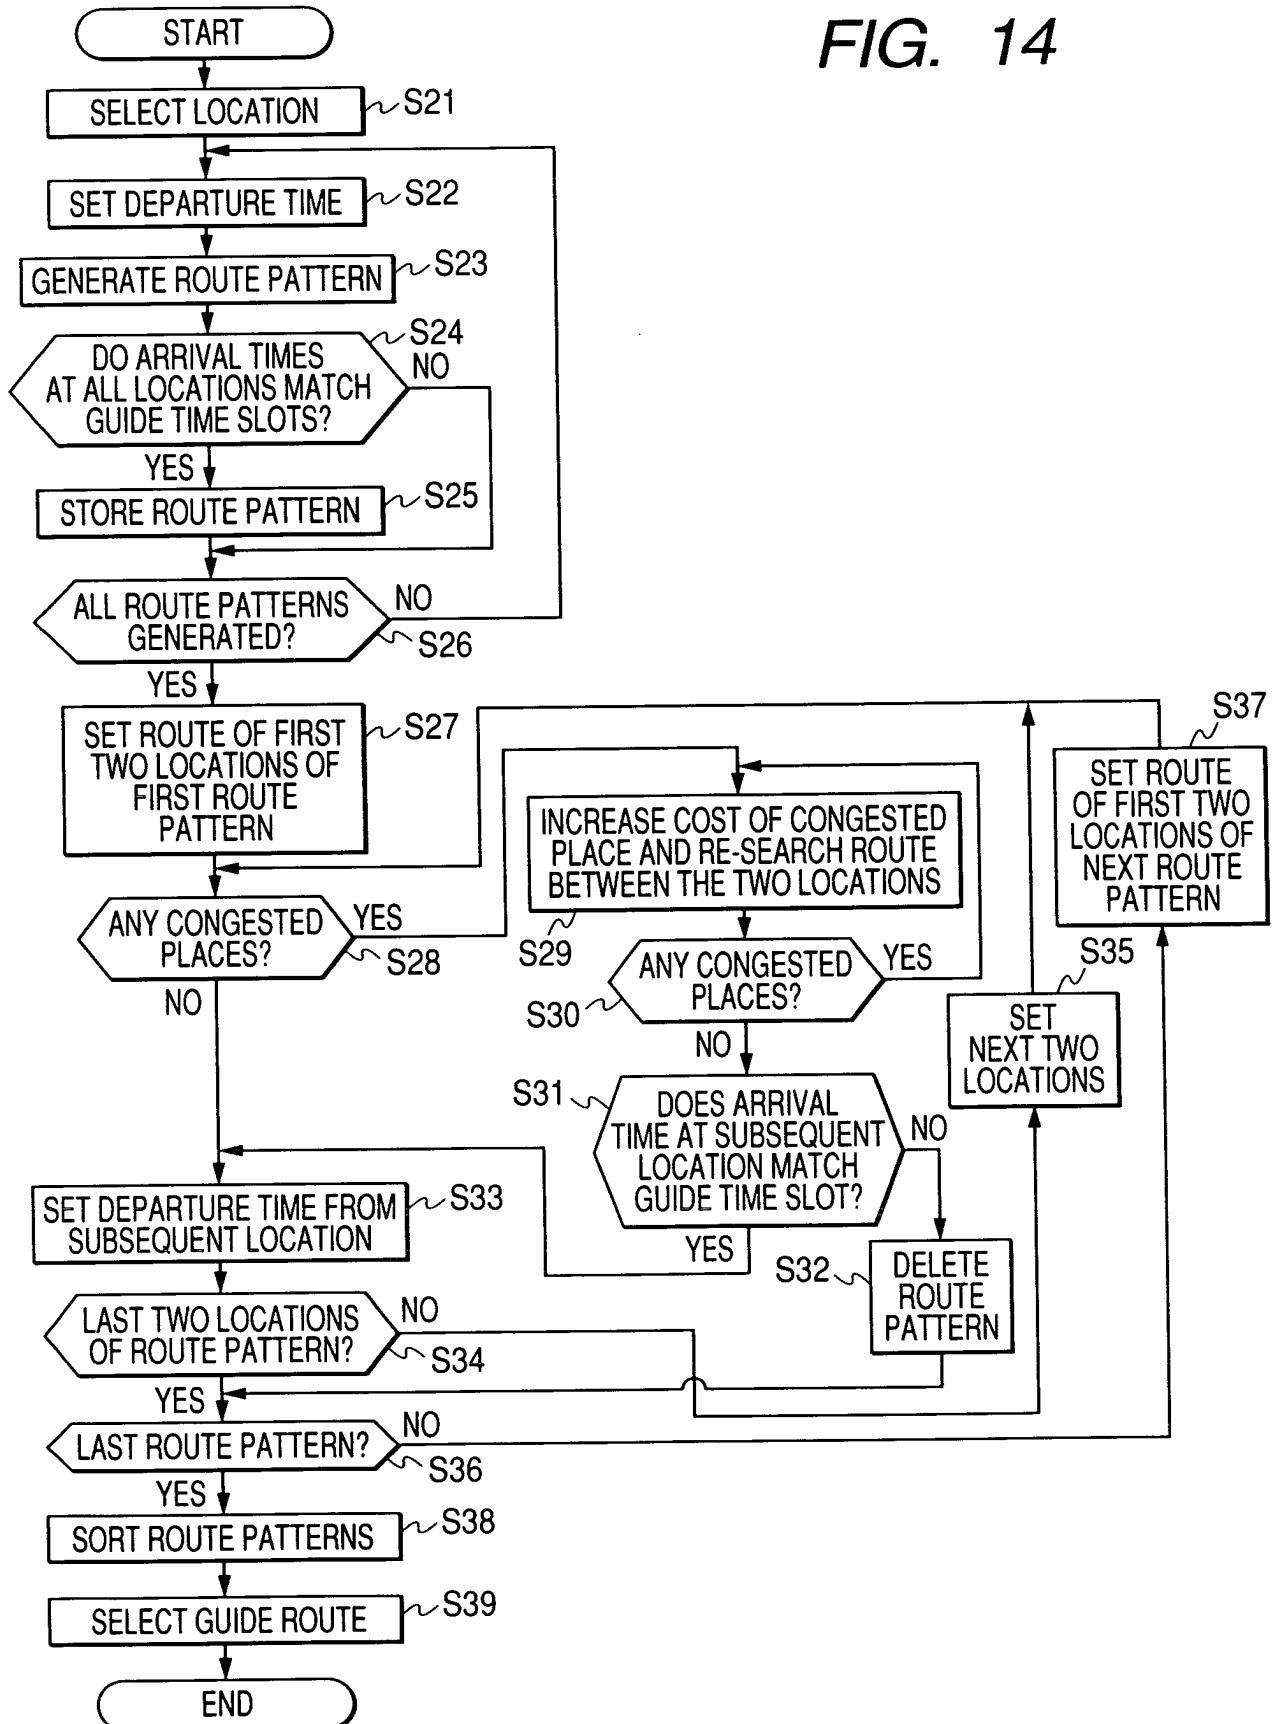 FIG. 14
START
SELECT LOCATION
S21
SET DEPARTURE TIME
S22
GENERATE ROUTE PATTERN
S23
S24
DO ARRIVAL TIMES
AT ALL LOCATIONS MATCH
GUIDE TIME SLOTS?
NO
YES
STORE ROUTE PATTERN
S25
ALL ROUTE PATTERNS
GENERATED?
NO
S26
YES
SET ROUTE OF FIRST
TWO LOCATIONS OF
FIRST ROUTE
PATTERN
S27
ANY CONGESTED
PLACES?
YES
S28
NO
INCREASE COST OF CONGESTED
PLACE AND RE-SEARCH ROUTE
BETWEEN THE TWO LOCATIONS
S29
ANY CONGESTED
PLACES?
YES
S30
NO
S31
DOES ARRIVAL
TIME AT SUBSEQUENT
LOCATION MATCH
GUIDE TIME SLOT?
NO
YES
S32
DELETE
ROUTE
PATTERN
SET DEPARTURE TIME FROM
SUBSEQUENT LOCATION
S33
LAST TWO LOCATIONS
OF ROUTE PATTERN?
NO
S34
YES
S35
SET
NEXT TWO
LOCATIONS
LAST ROUTE PATTERN?
NO
S36
YES
S37
SET ROUTE
OF FIRST TWO
LOCATIONS OF
NEXT ROUTE
PATTERN
SORT ROUTE PATTERNS
S38
SELECT GUIDE ROUTE
S39
END